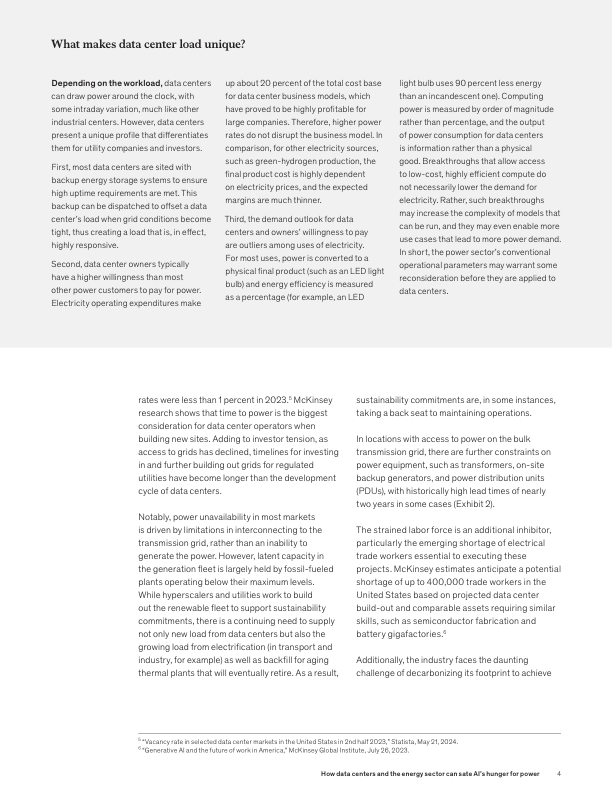 What makes data center load unique?
Depending on the workload, data centers
can draw power around the clock, with
some intraday variation, much like other
industrial centers. However, data centers
present a unique profile that differentiates
them for utility companies and investors.
First, most data centers are sited with
backup energy storage systems to ensure
high uptime requirements are met. This
backup can be dispatched to offset a data
center’s load when grid conditions become
tight, thus creating a load that is, in effect,
highly responsive.
Second, data center owners typically
have a higher willingness than most
other power customers to pay for power.
Electricity operating expenditures make
up about 20 percent of the total cost base
for data center business models, which
have proved to be highly profitable for
large companies. Therefore, higher power
rates do not disrupt the business model. In
comparison, for other electricity sources,
such as green-hydrogen production, the
final product cost is highly dependent
on electricity prices, and the expected
margins are much thinner.
Third, the demand outlook for data
centers and owners’ willingness to pay
are outliers among uses of electricity.
For most uses, power is converted to a
physical final product (such as an LED light
bulb) and energy efficiency is measured
as a percentage (for example, an LED
light bulb uses 90 percent less energy
than an incandescent one). Computing
power is measured by order of magnitude
rather than percentage, and the output
of power consumption for data centers
is information rather than a physical
good. Breakthroughs that allow access
to low-cost, highly efficient compute do
not necessarily lower the demand for
electricity. Rather, such breakthroughs
may increase the complexity of models that
can be run, and they may even enable more
use cases that lead to more power demand.
In short, the power sector’s conventional
operational parameters may warrant some
reconsideration before they are applied to
data centers.
rates were less than 1 percent in 2023.⁵ McKinsey
research shows that time to power is the biggest
consideration for data center operators when
building new sites. Adding to investor tension, as
access to grids has declined, timelines for investing
in and further building out grids for regulated
utilities have become longer than the development
cycle of data centers.
Notably, power unavailability in most markets
is driven by limitations in interconnecting to the
transmission grid, rather than an inability to
generate the power. However, latent capacity in
the generation fleet is largely held by fossil-fueled
plants operating below their maximum levels.
While hyperscalers and utilities work to build
out the renewable fleet to support sustainability
commitments, there is a continuing need to supply
not only new load from data centers but also the
growing load from electrification (in transport and
industry, for example) as well as backfill for aging
thermal plants that will eventually retire. As a result,
sustainability commitments are, in some instances,
taking a back seat to maintaining operations.
In locations with access to power on the bulk
transmission grid, there are further constraints on
power equipment, such as transformers, on-site
backup generators, and power distribution units
(PDUs), with historically high lead times of nearly
two years in some cases (Exhibit 2).
The strained labor force is an additional inhibitor,
particularly the emerging shortage of electrical
trade workers essential to executing these
projects. McKinsey estimates anticipate a potential
shortage of up to 400,000 trade workers in the
United States based on projected data center
build-out and comparable assets requiring similar
skills, such as semiconductor fabrication and
battery gigafactories.⁶
Additionally, the industry faces the daunting
challenge of decarbonizing its footprint to achieve
⁵ “Vacancy rate in selected data center markets in the United States in 2nd half 2023,” Statista, May 21, 2024.
⁶ “Generative AI and the future of work in America,” McKinsey Global Institute, July 26, 2023.
How data centers and the energy sector can sate AI’s hunger for power 4